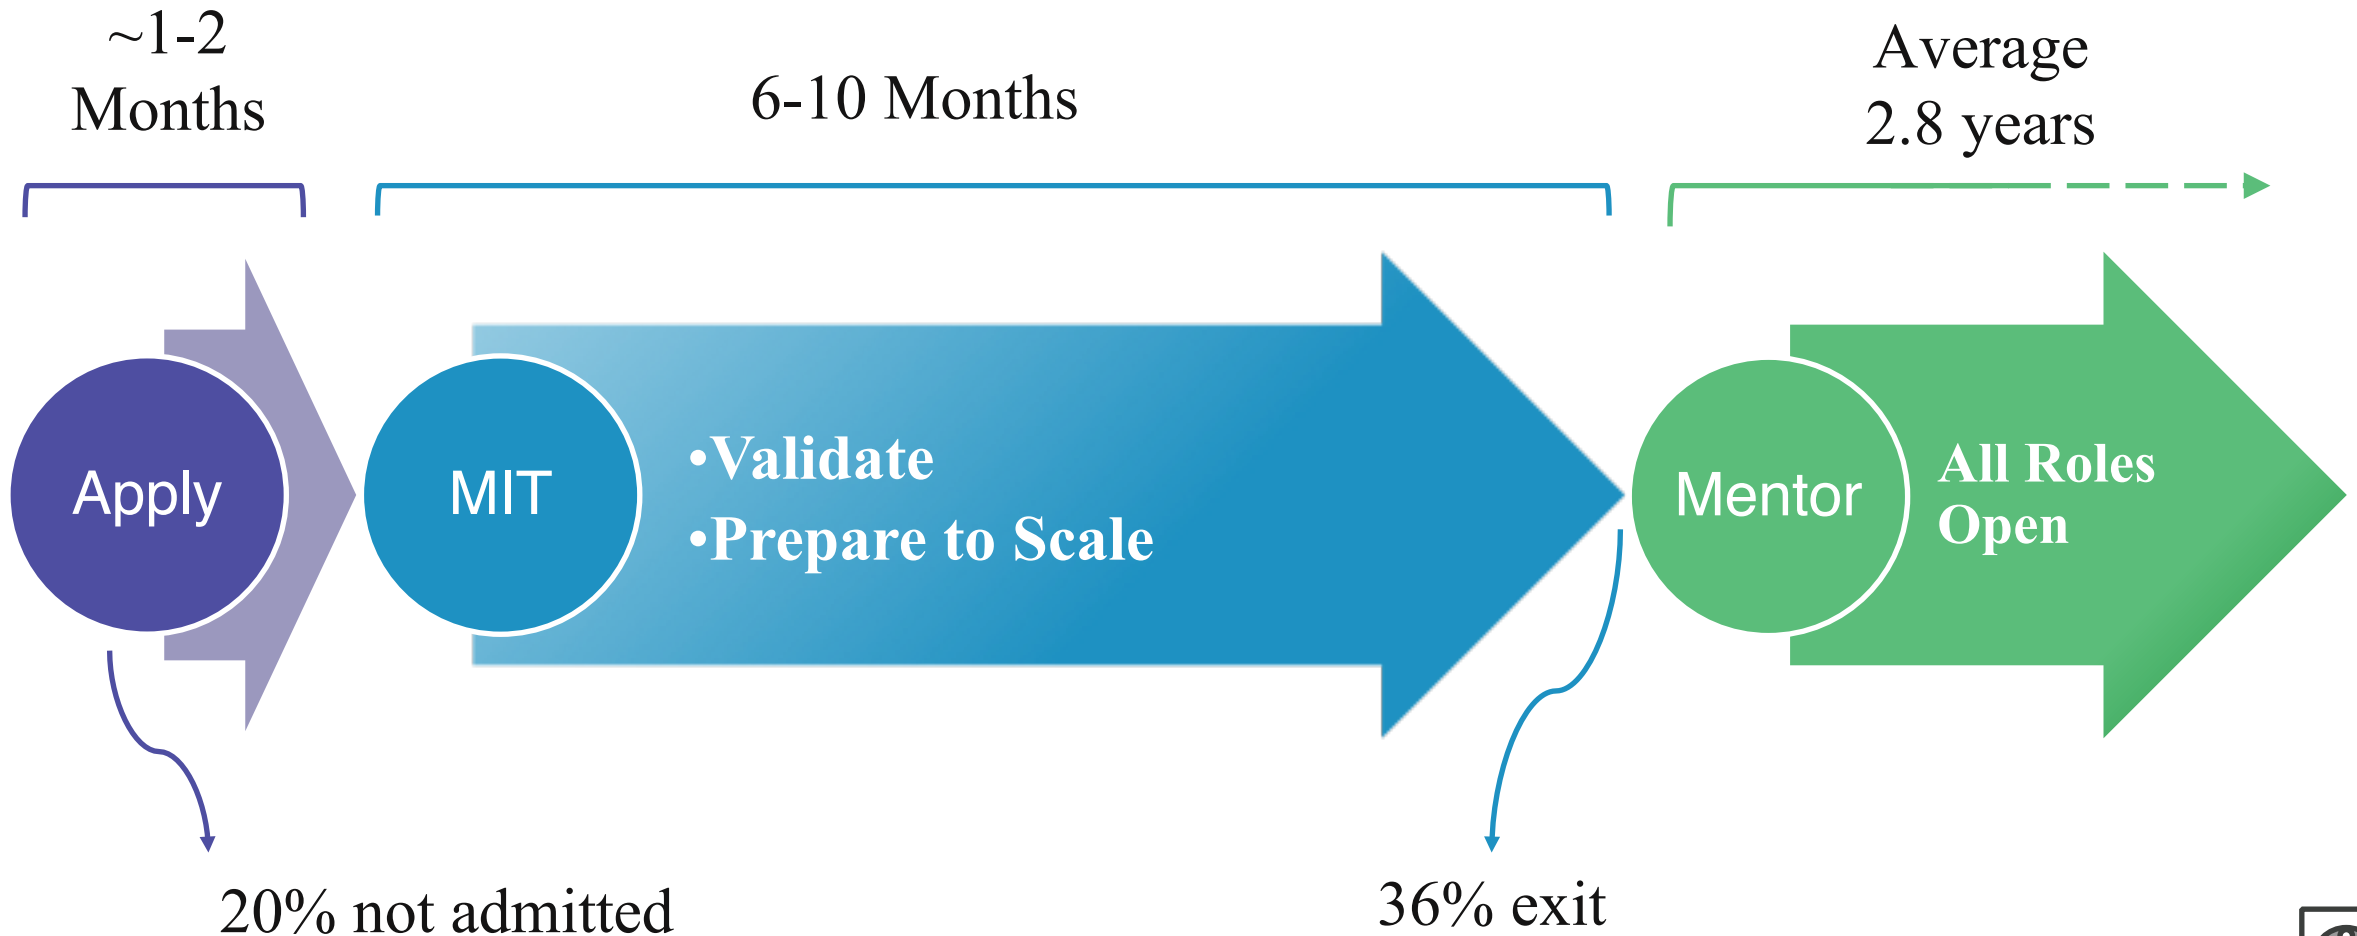 ~1-2
Months
6-10 Months
Average
2.8 years
Apply
MIT
•Validate
•Prepare to Scale
Mentor
All Roles
Open
20% not admitted
36% exit